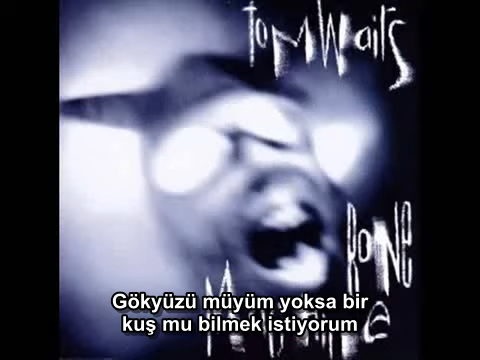 tom Waits
BONE
Gökyüzü müyüm yoksa bir
kuş mu bilmek istiyorum